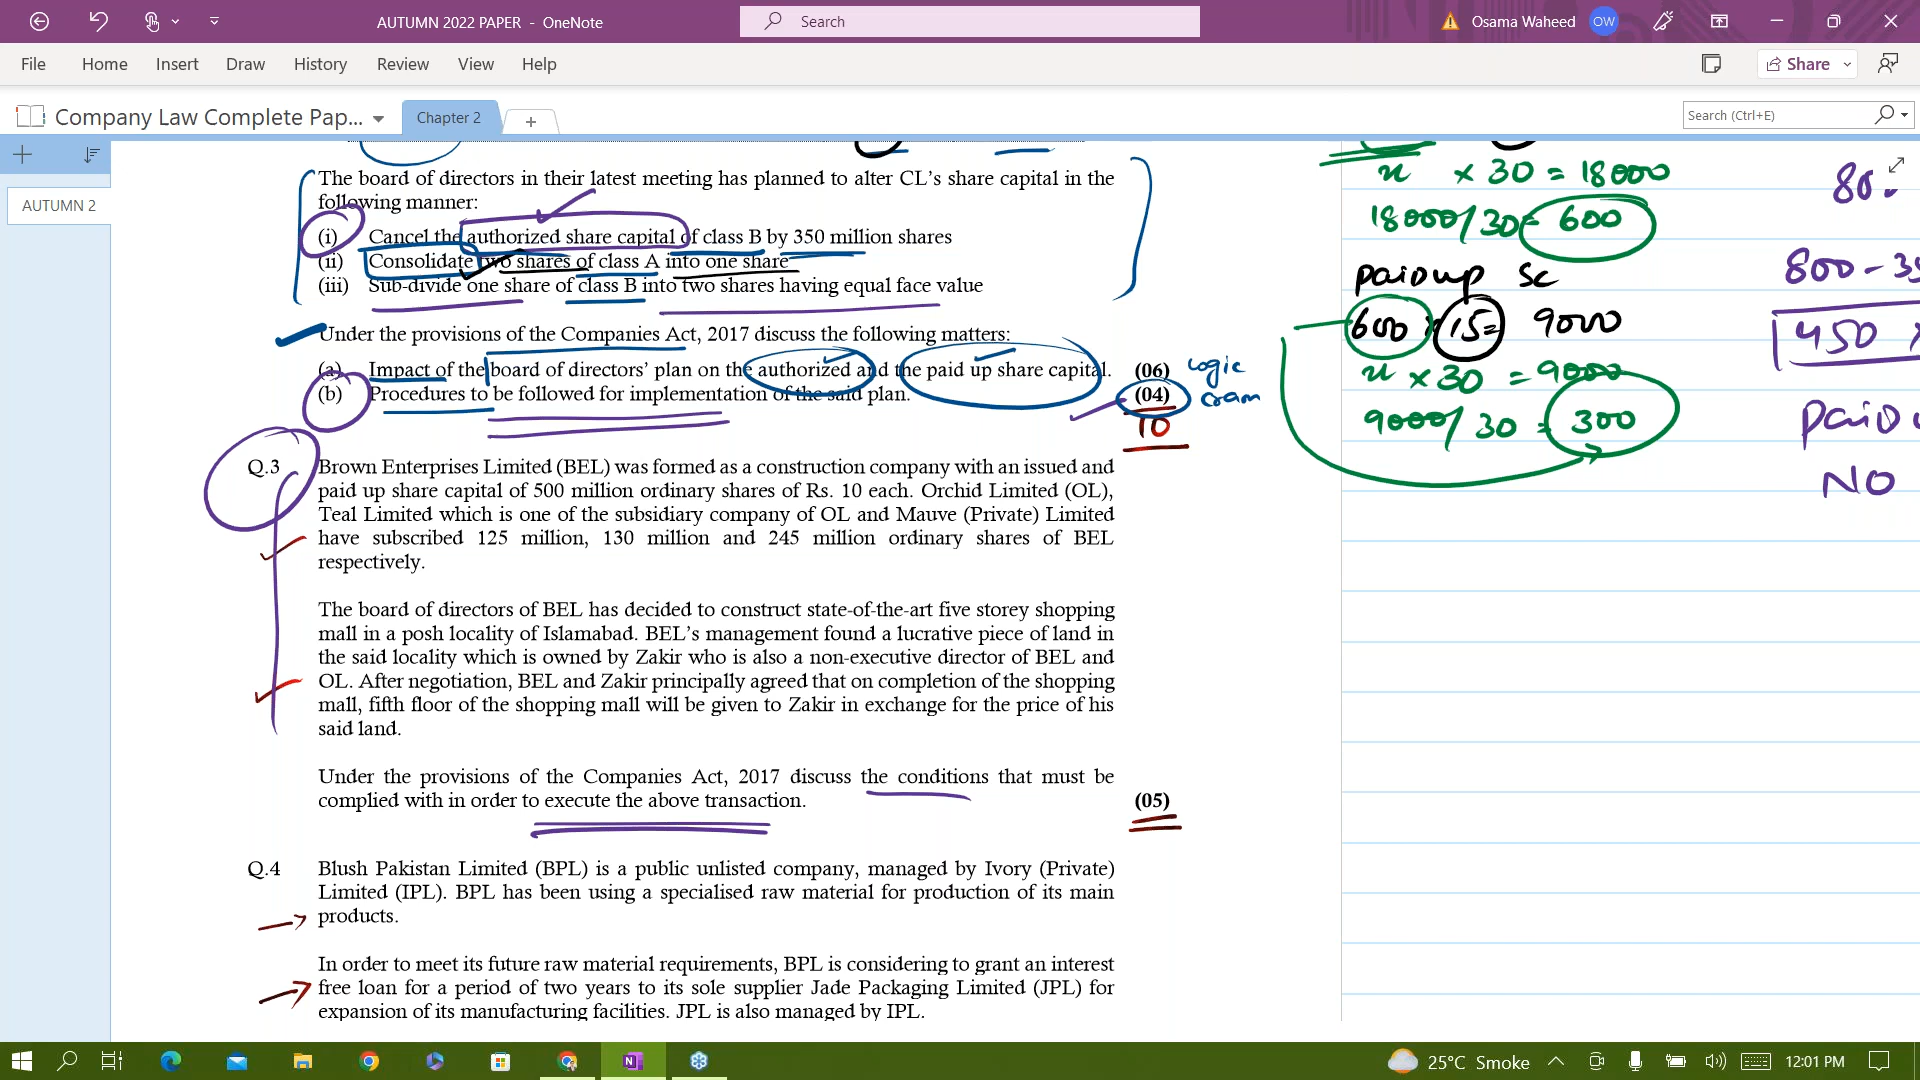 AUTUMN 2022 PAPER - OneNote
Search
Osama Waheed
OW
File Home Insert Draw History Review View Help
Share
Company Law Complete Pap...
Chapter 2
Search (Ctrl+E)
AUTUMN 2
The board of directors in their latest meeting has planned to alter CL's share capital in the
following manner:
(i) Cancel the authorized share capital of class B by 350 million shares
(ii) Consolidate two shares of class A into one share
(iii) Sub-divide one share of class B into two shares having equal face value
Under the provisions of the Companies Act, 2017 discuss the following matters:
(a) Impact of the board of directors' plan on the authorized and the paid up share capital. (06)
(b) Procedures to be followed for implementation of the said plan. (04)
logic
cram
10
Q.3 Brown Enterprises Limited (BEL) was formed as a construction company with an issued and
paid up share capital of 500 million ordinary shares of Rs. 10 each. Orchid Limited (OL),
Teal Limited which is one of the subsidiary company of OL and Mauve (Private) Limited
have subscribed 125 million, 130 million and 245 million ordinary shares of BEL
respectively.
The board of directors of BEL has decided to construct state-of-the-art five storey shopping
mall in a posh locality of Islamabad. BEL's management found a lucrative piece of land in
the said locality which is owned by Zakir who is also a non-executive director of BEL and
OL. After negotiation, BEL and Zakir principally agreed that on completion of the shopping
mall, fifth floor of the shopping mall will be given to Zakir in exchange for the price of his
said land.
Under the provisions of the Companies Act, 2017 discuss the conditions that must be
complied with in order to execute the above transaction. (05)
Q.4 Blush Pakistan Limited (BPL) is a public unlisted company, managed by Ivory (Private)
Limited (IPL). BPL has been using a specialised raw material for production of its main
products.
In order to meet its future raw material requirements, BPL is considering to grant an interest
free loan for a period of two years to its sole supplier Jade Packaging Limited (JPL) for
expansion of its manufacturing facilities. JPL is also managed by IPL.
x × 30 = 18000
18000/30 = 600
paid up SC
600 × 15 = 9000
x × 30 = 9000
9000/30 = 300
800 - 35
450 ×
paid u
NO
25°C Smoke
12:01 PM